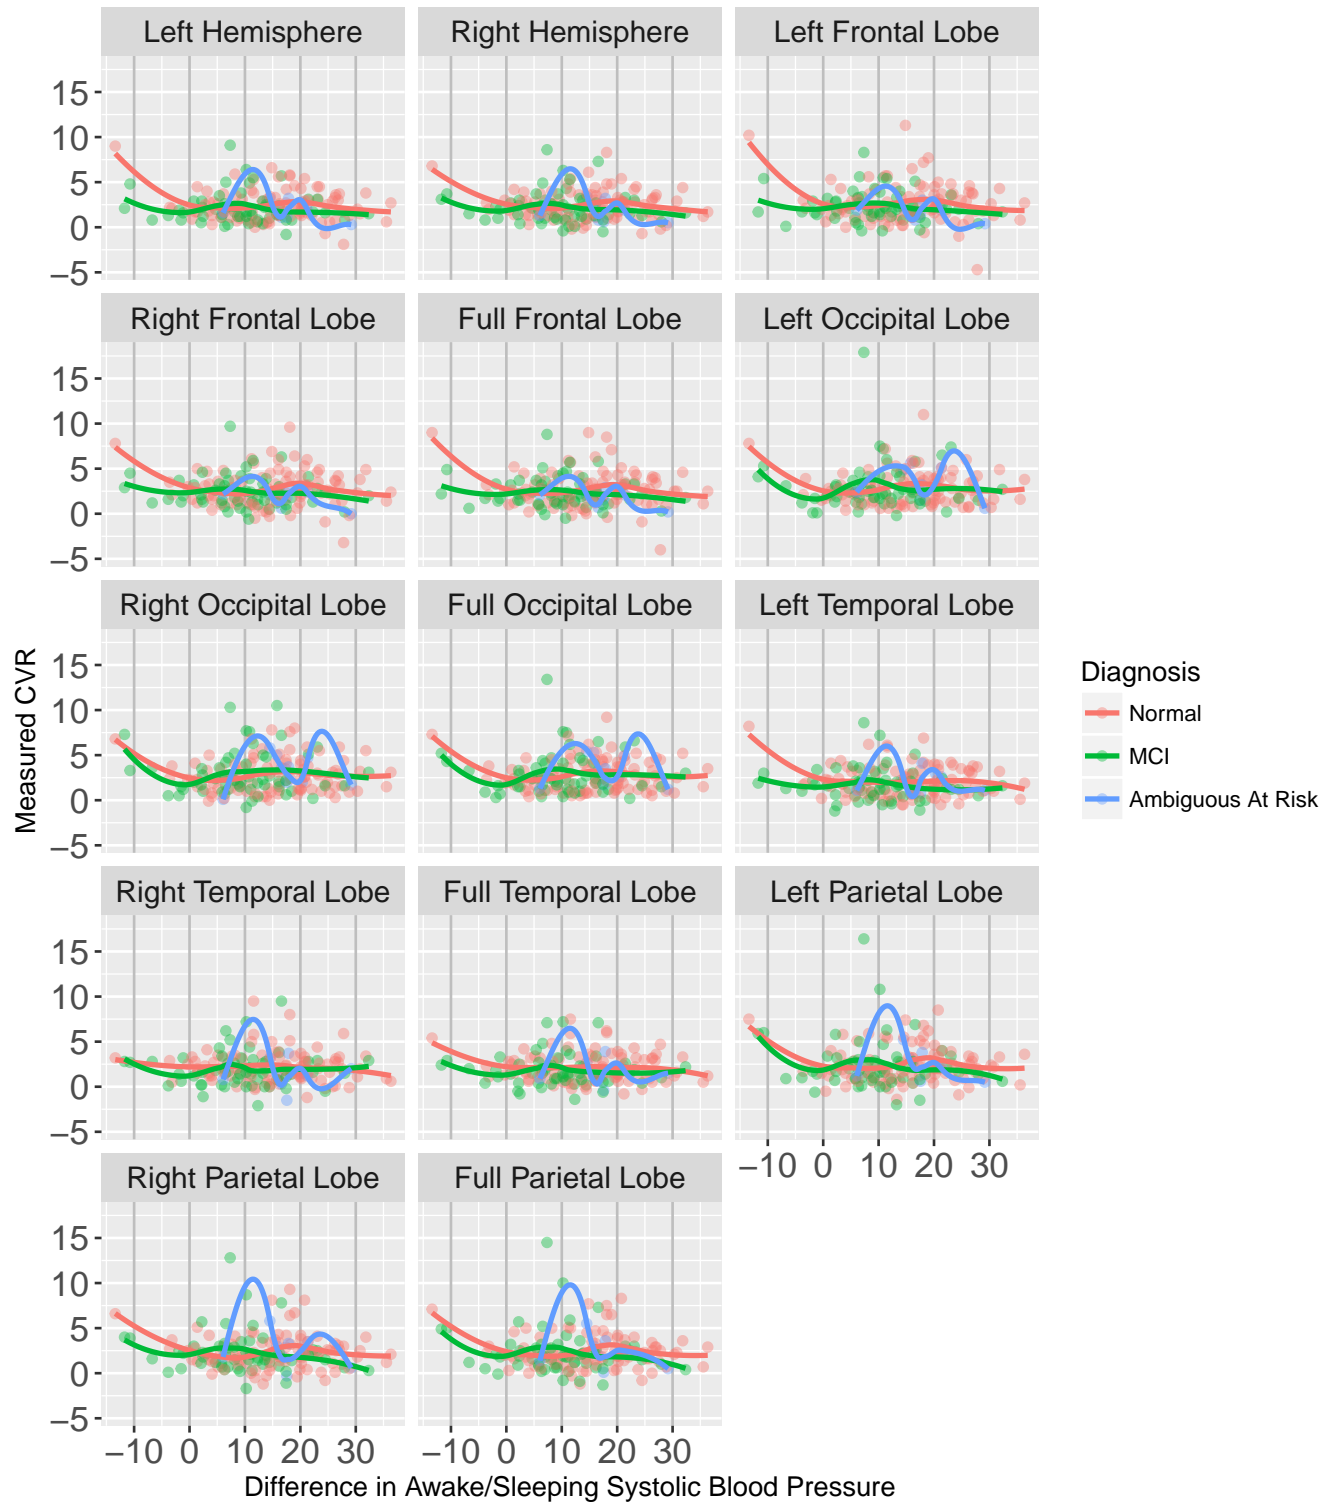 Left Hemisphere
Right Hemisphere
Left Frontal Lobe
15
10
5
0
−5
Right Frontal Lobe
Full Frontal Lobe
Left Occipital Lobe
15
10
5
0
−5
Right Occipital Lobe
Full Occipital Lobe
Left Temporal Lobe
15
10
5
0
−5
Right Temporal Lobe
Full Temporal Lobe
Left Parietal Lobe
15
10
5
0
−5
−10 0 10 20 30
Right Parietal Lobe
Full Parietal Lobe
15
10
5
0
−5
−10 0 10 20 30
−10 0 10 20 30
Difference in Awake/Sleeping Systolic Blood Pressure
Measured CVR
Diagnosis
Normal
MCI
Ambiguous At Risk